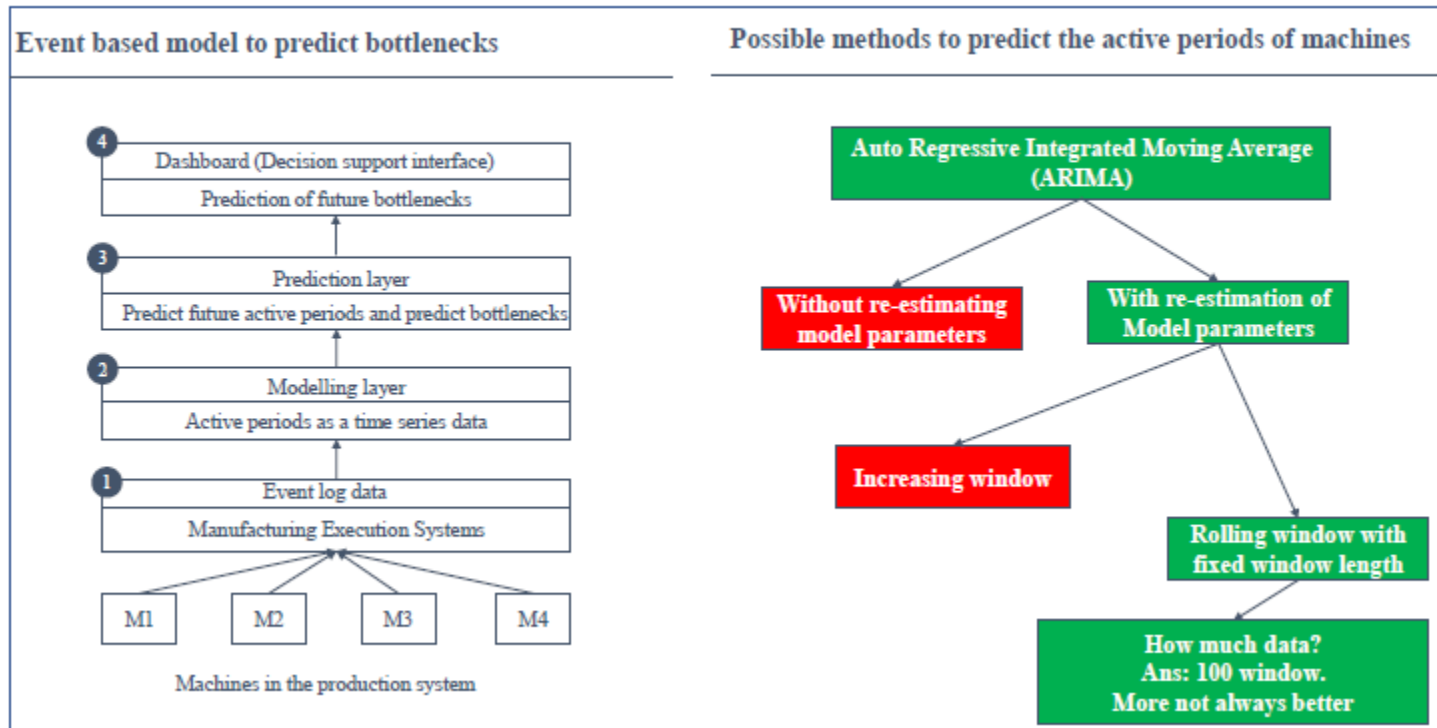 Event based model to predict bottlenecks
4
Dashboard (Decision support interface)
Prediction of future bottlenecks
3
Prediction layer
Predict future active periods and predict bottlenecks
2
Modelling layer
Active periods as a time series data
1
Event log data
Manufacturing Execution Systems
M1
M2
M3
M4
Machines in the production system
Possible methods to predict the active periods of machines
Auto Regressive Integrated Moving Average
(ARIMA)
Without re-estimating
model parameters
With re-estimation of
Model parameters
Increasing window
Rolling window with
fixed window length
How much data?
Ans: 100 window.
More not always better